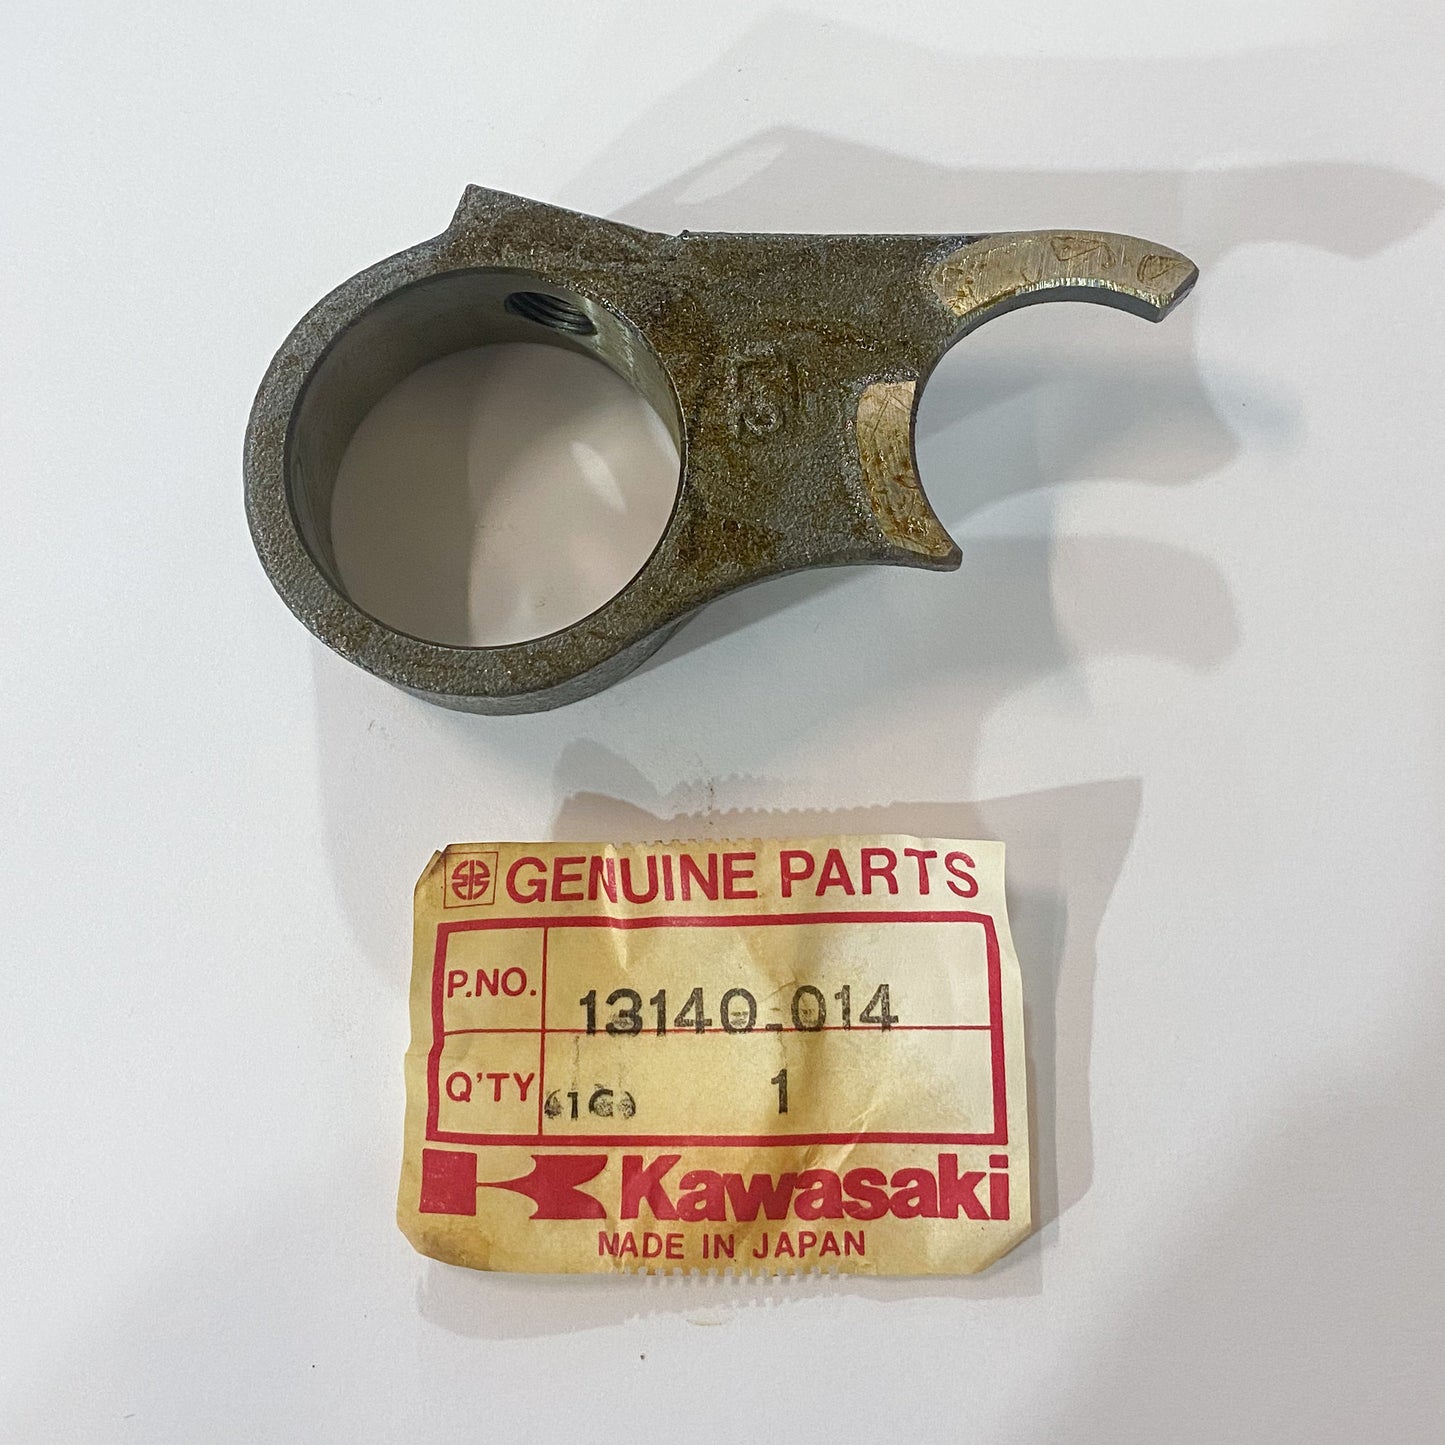 GENUINE PARTS
P.NO. 13140-014
Q'TY 1
Kawasaki
MADE IN JAPAN